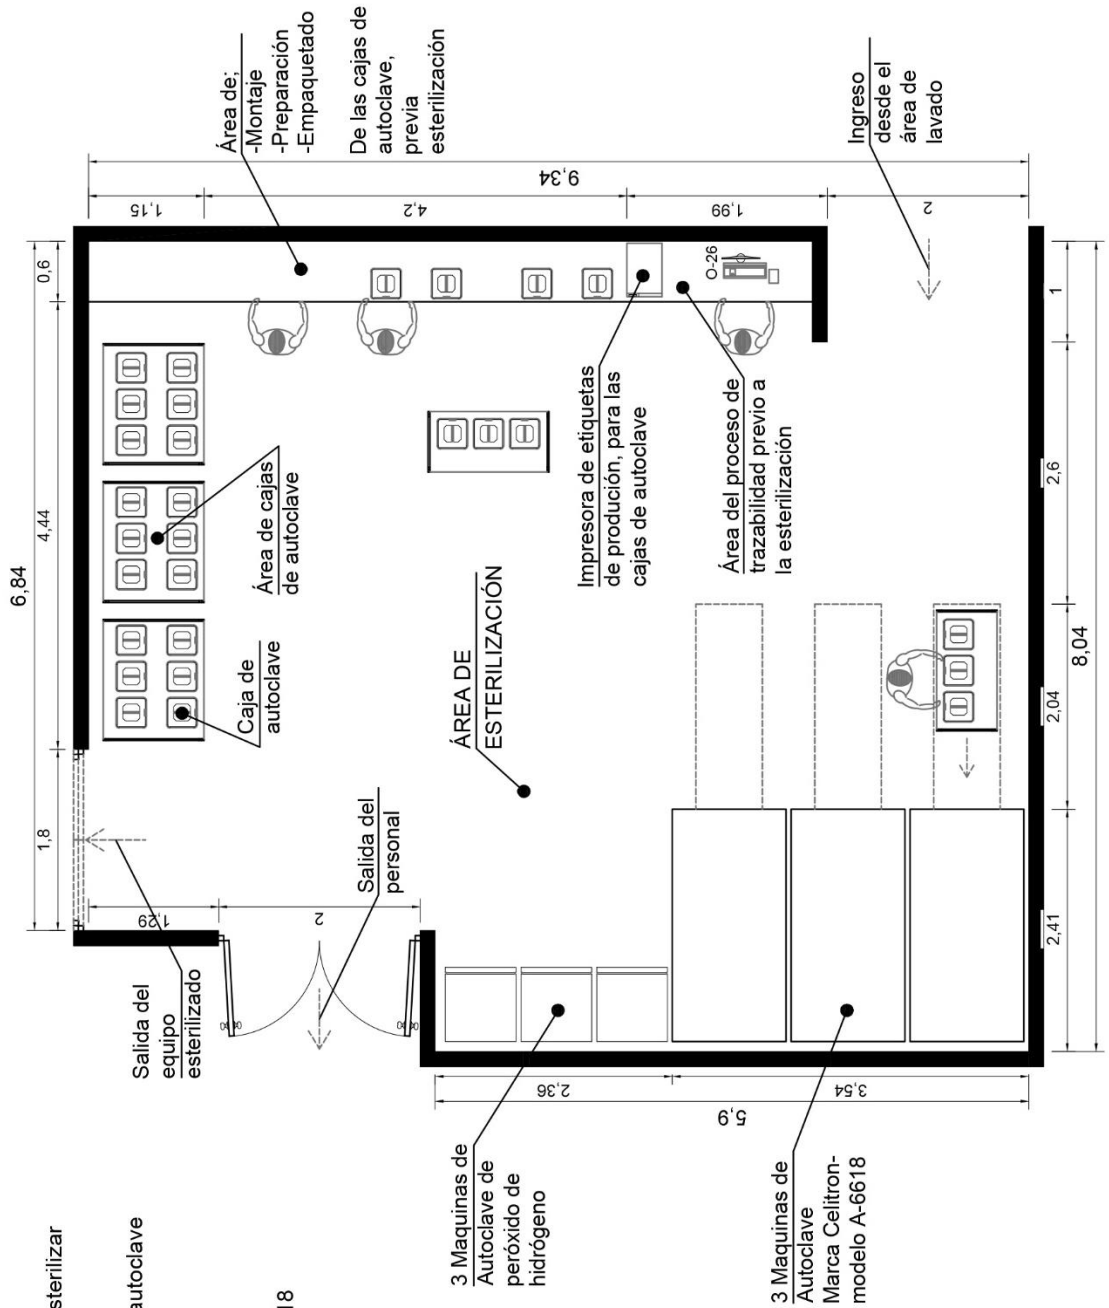 sterilizar
autoclave
18
Área de;
-Montaje
-Preparación
-Empaquetado
De las cajas de
autoclave,
previa
esterilización
Ingreso
desde el
área de
lavado
9,34
1,15
4,2
1,99
2
6,84
0,6
4,44
1,8
O-26
Área de cajas
de autoclave
Caja de
autoclave
Impresora de etiquetas
de produción, para las
cajas de autoclave
Área del proceso de
trazabilidad previo a
la esterilización
ÁREA DE
ESTERILIZACIÓN
Salida del
personal
1,29
2
Salida del
equipo
esterilizado
1
2,6
2,04
2,41
8,04
2,36
3,54
5,9
3 Maquinas de
Autoclave de
peróxido de
hidrógeno
3 Maquinas de
Autoclave
Marca Celitron-
modelo A-6618